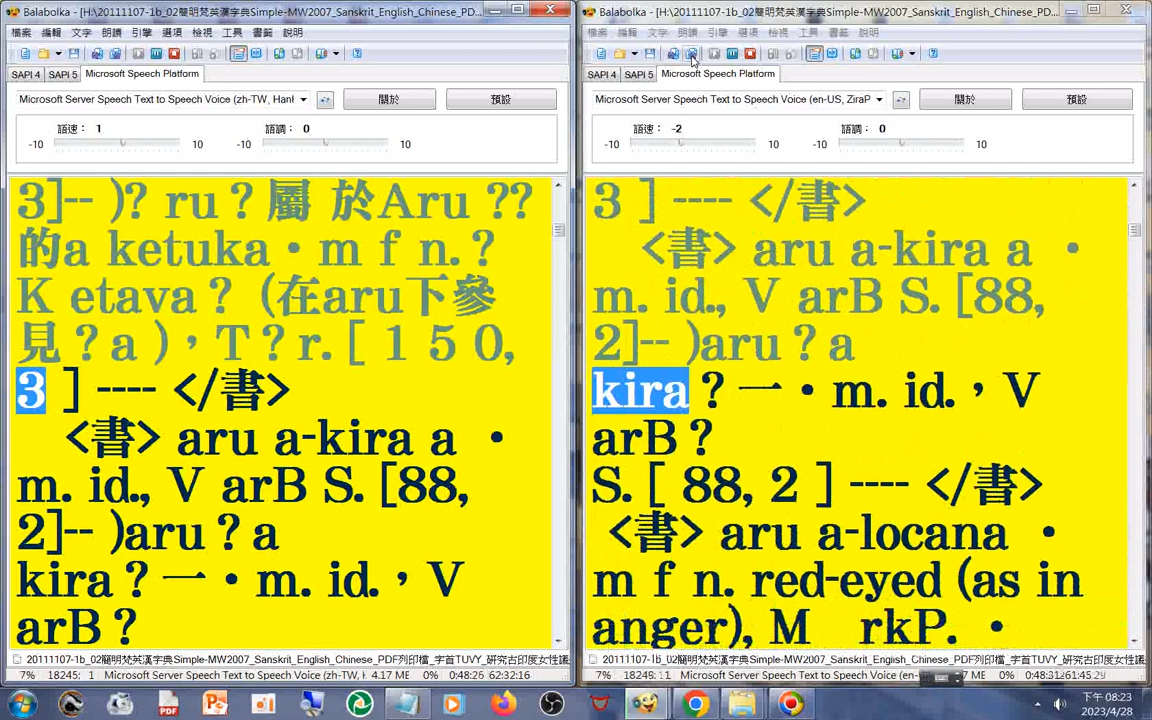 Balabolka - [H:\20111107-1b_02簡明梵英漢字典Simple-MW2007_Sanskrit_English_Chinese_PD...
檔案 編輯 文字 朗讀 引擎 選項 檢視 工具 書籤 說明
SAPI 4 SAPI 5 Microsoft Speech Platform
Microsoft Server Speech Text to Speech Voice (zh-TW, Hanl
關於 預設
語速： 1 語調： 0
-10 10 -10 10
3]-- )? ru？屬 於Aru ??
的a ketuka・m f n.？
K etava？ (在aru下參
見？a )，T？r. [ 1 5 0,
3 ] ---- </書>
<書> aru a-kira a ・
m. id., V arB S. [88,
2]-- )aru？a
kira？一・m. id.，V
arB？
20111107-1b_02簡明梵英漢字典Simple-MW2007_Sanskrit_English_Chinese_PDF列印檔_字首TUVY_研究古印度女性議
7% 18245: 1 Microsoft Server Speech Text to Speech Voice (zh-TW, H 4.17 ME 0% 0:48:26 62:32:16
Balabolka - [H:\20111107-1b_02簡明梵英漢字典Simple-MW2007_Sanskrit_English_Chinese_PD...
檔案 編輯 文字 朗讀 引擎 選項 檢視 工具 書籤 說明
SAPI 4 SAPI 5 Microsoft Speech Platform
Microsoft Server Speech Text to Speech Voice (en-US, ZiraP
關於 預設
語速： -2 語調： 0
-10 10 -10 10
3 ] ---- </書>
<書> aru a-kira a ・
m. id., V arB S. [88,
2]-- )aru？a
kira？一・m. id.，V
arB？
S. [ 88, 2 ] ---- </書>
<書> aru a-locana ・
m f n. red-eyed (as in
anger), M rkP. ・
20111107-1b_02簡明梵英漢字典Simple-MW2007_Sanskrit_English_Chinese_PDF列印檔_字首TUVY_研究古印度女性議
7% Microsoft Server Speech Text to Speech Voice (en-US, Z 4.17 ME 0%
下午 08:23
2023/4/28